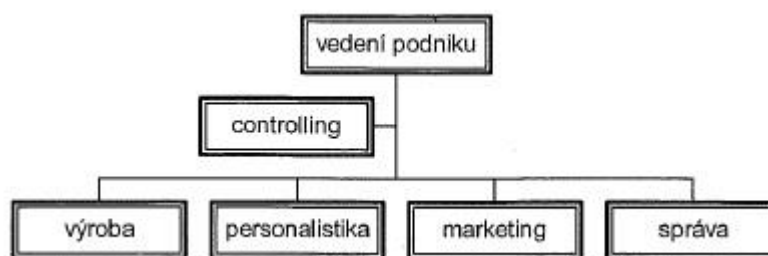 vedení podniku
controlling
výroba
personalistika
marketing
správa